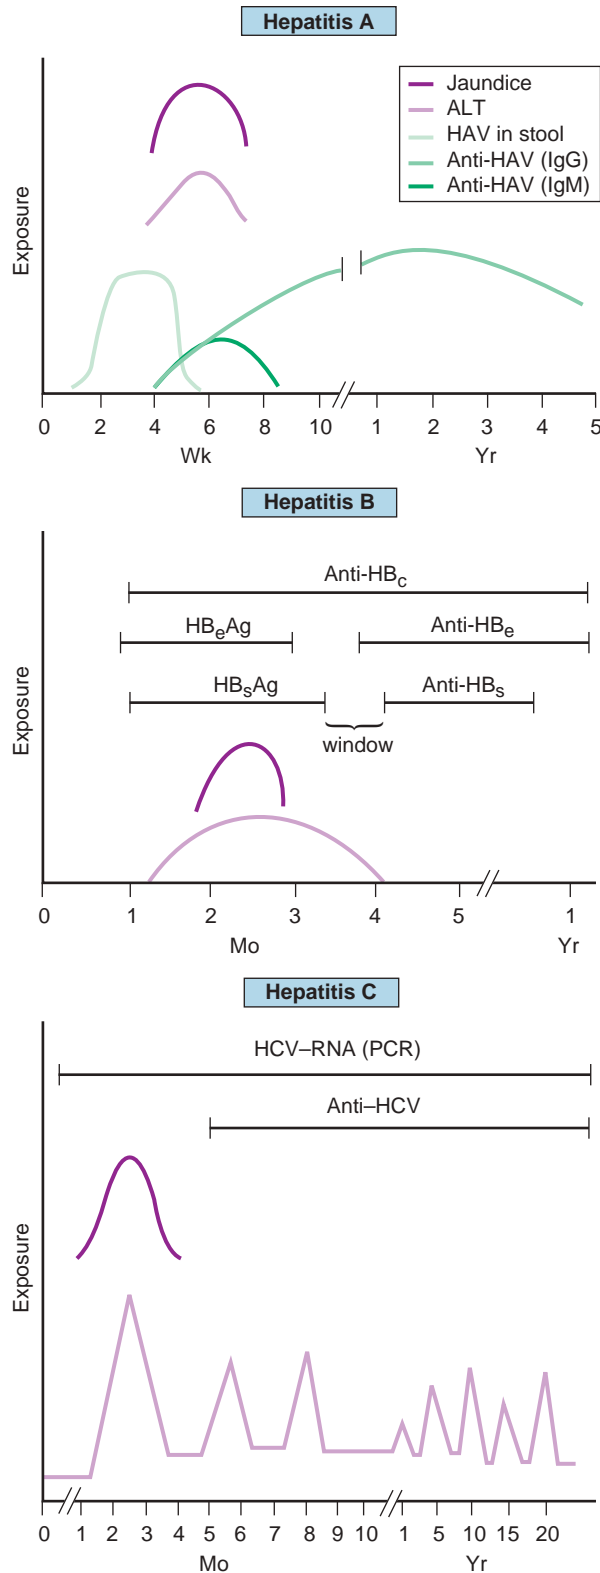 Hepatitis A
Jaundice
ALT
HAV in stool
Anti-HAV (IgG)
Anti-HAV (IgM)
Exposure
0 2 4 6 8 10 1 2 3 4 5
Wk Yr
Hepatitis B
Anti-HBc
HBeAg Anti-HBe
HBsAg Anti-HBs
window
Exposure
0 1 2 3 4 5 1
Mo Yr
Hepatitis C
HCV–RNA (PCR)
Anti–HCV
Exposure
0 1 2 3 4 5 6 7 8 9 10 1 5 10 15 20
Mo Yr